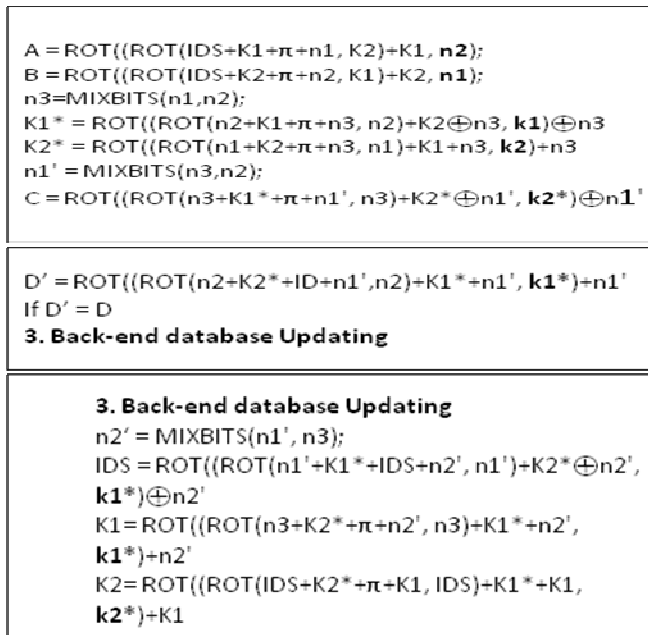 A = ROT((ROT(IDS+K1+π+n1, K2)+K1, n2);
B = ROT((ROT(IDS+K2+π+n2, K1)+K2, n1);
n3=MIXBITS(n1,n2);
K1* = ROT((ROT(n2+K1+π+n3, n2)+K2⊕n3, k1)⊕n3
K2* = ROT((ROT(n1+K2+π+n3, n1)+K1+n3, k2)+n3
n1' = MIXBITS(n3,n2);
C = ROT((ROT(n3+K1*+π+n1', n3)+K2*⊕n1', k2*)⊕n1'
D' = ROT((ROT(n2+K2*+ID+n1',n2)+K1*+n1', k1*)+n1'
If D' = D
3. Back-end database Updating
3. Back-end database Updating
n2' = MIXBITS(n1', n3);
IDS = ROT((ROT(n1'+K1*+IDS+n2', n1')+K2*⊕n2',
k1*)⊕n2'
K1= ROT((ROT(n3+K2*+π+n2', n3)+K1*+n2',
k1*)+n2'
K2= ROT((ROT(IDS+K2*+π+K1, IDS)+K1*+K1,
k2*)+K1